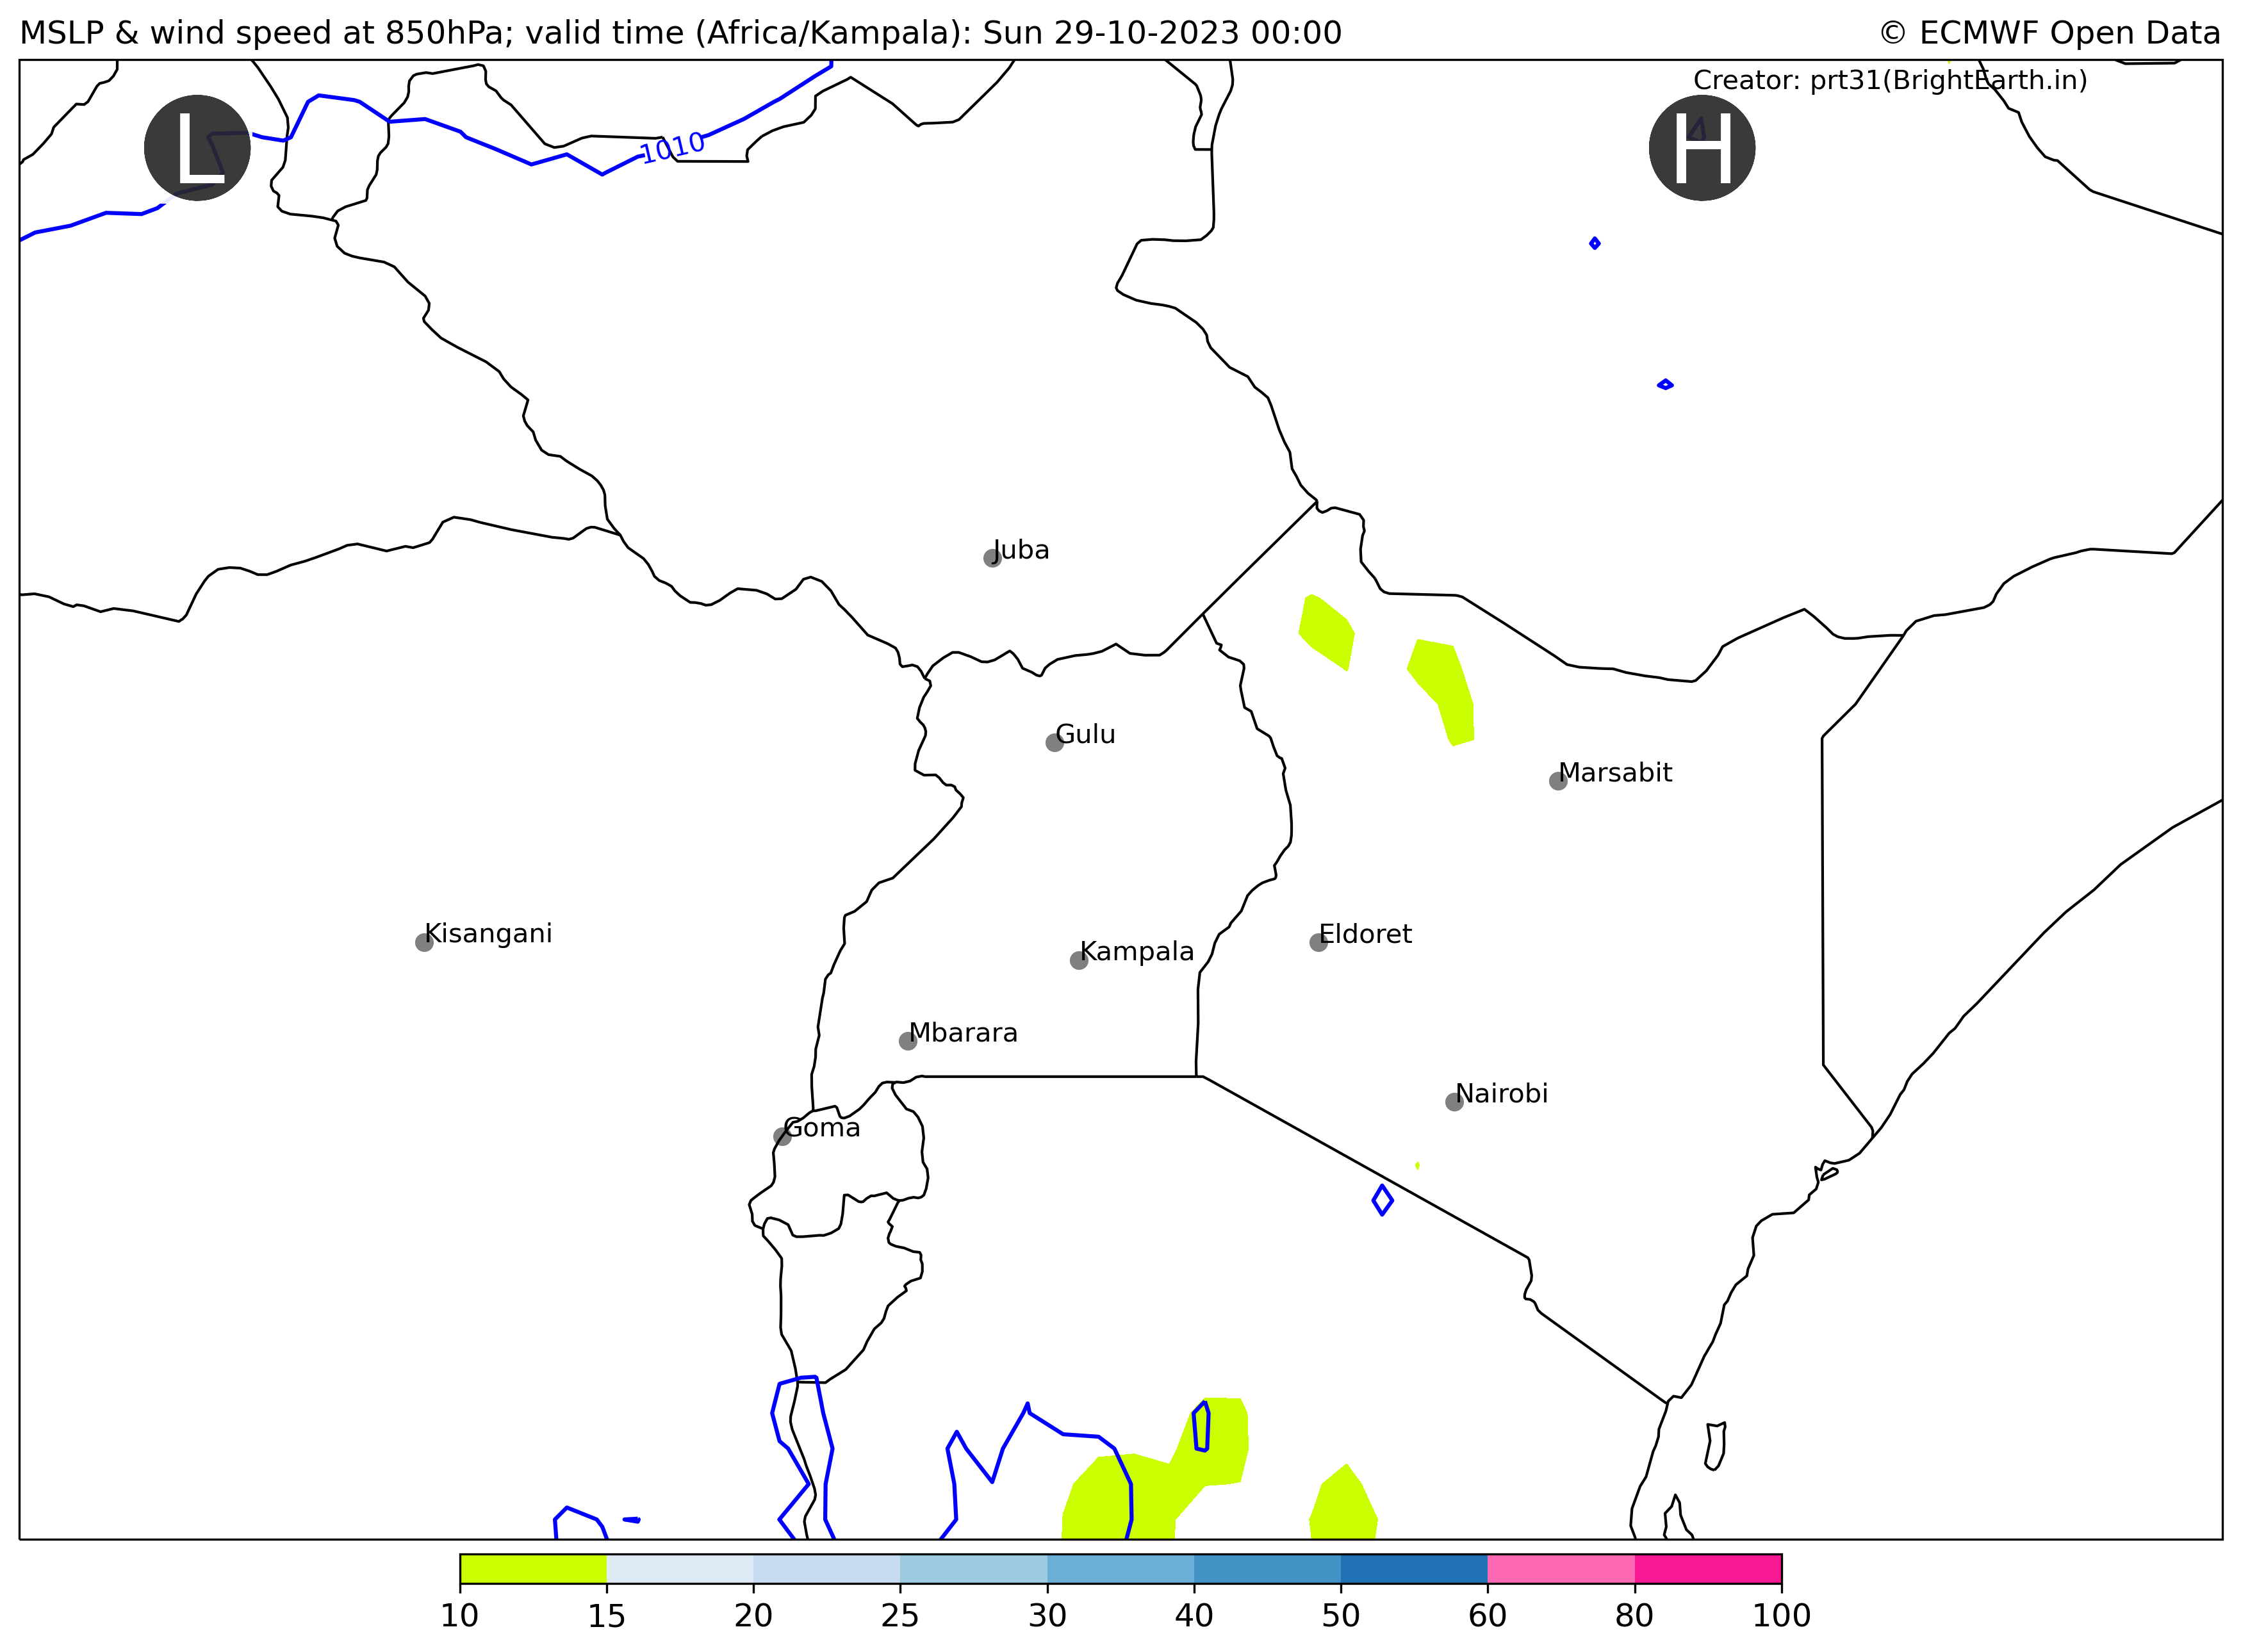 MSLP & wind speed at 850hPa; valid time (Africa/Kampala): Sun 29-10-2023 00:00
© ECMWF Open Data
Creator: prt31(BrightEarth.in)
L
H
1010
Juba
Gulu
Marsabit
Kisangani
Eldoret
Kampala
Mbarara
Nairobi
Goma
10 15 20 25 30 40 50 60 80 100